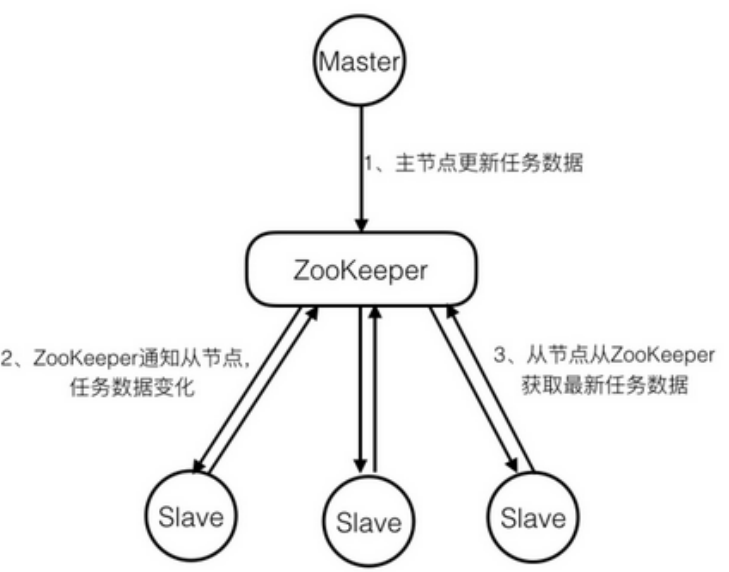 Master
1、主节点更新任务数据
ZooKeeper
2、ZooKeeper通知从节点，
任务数据变化
3、从节点从ZooKeeper
获取最新任务数据
Slave
Slave
Slave